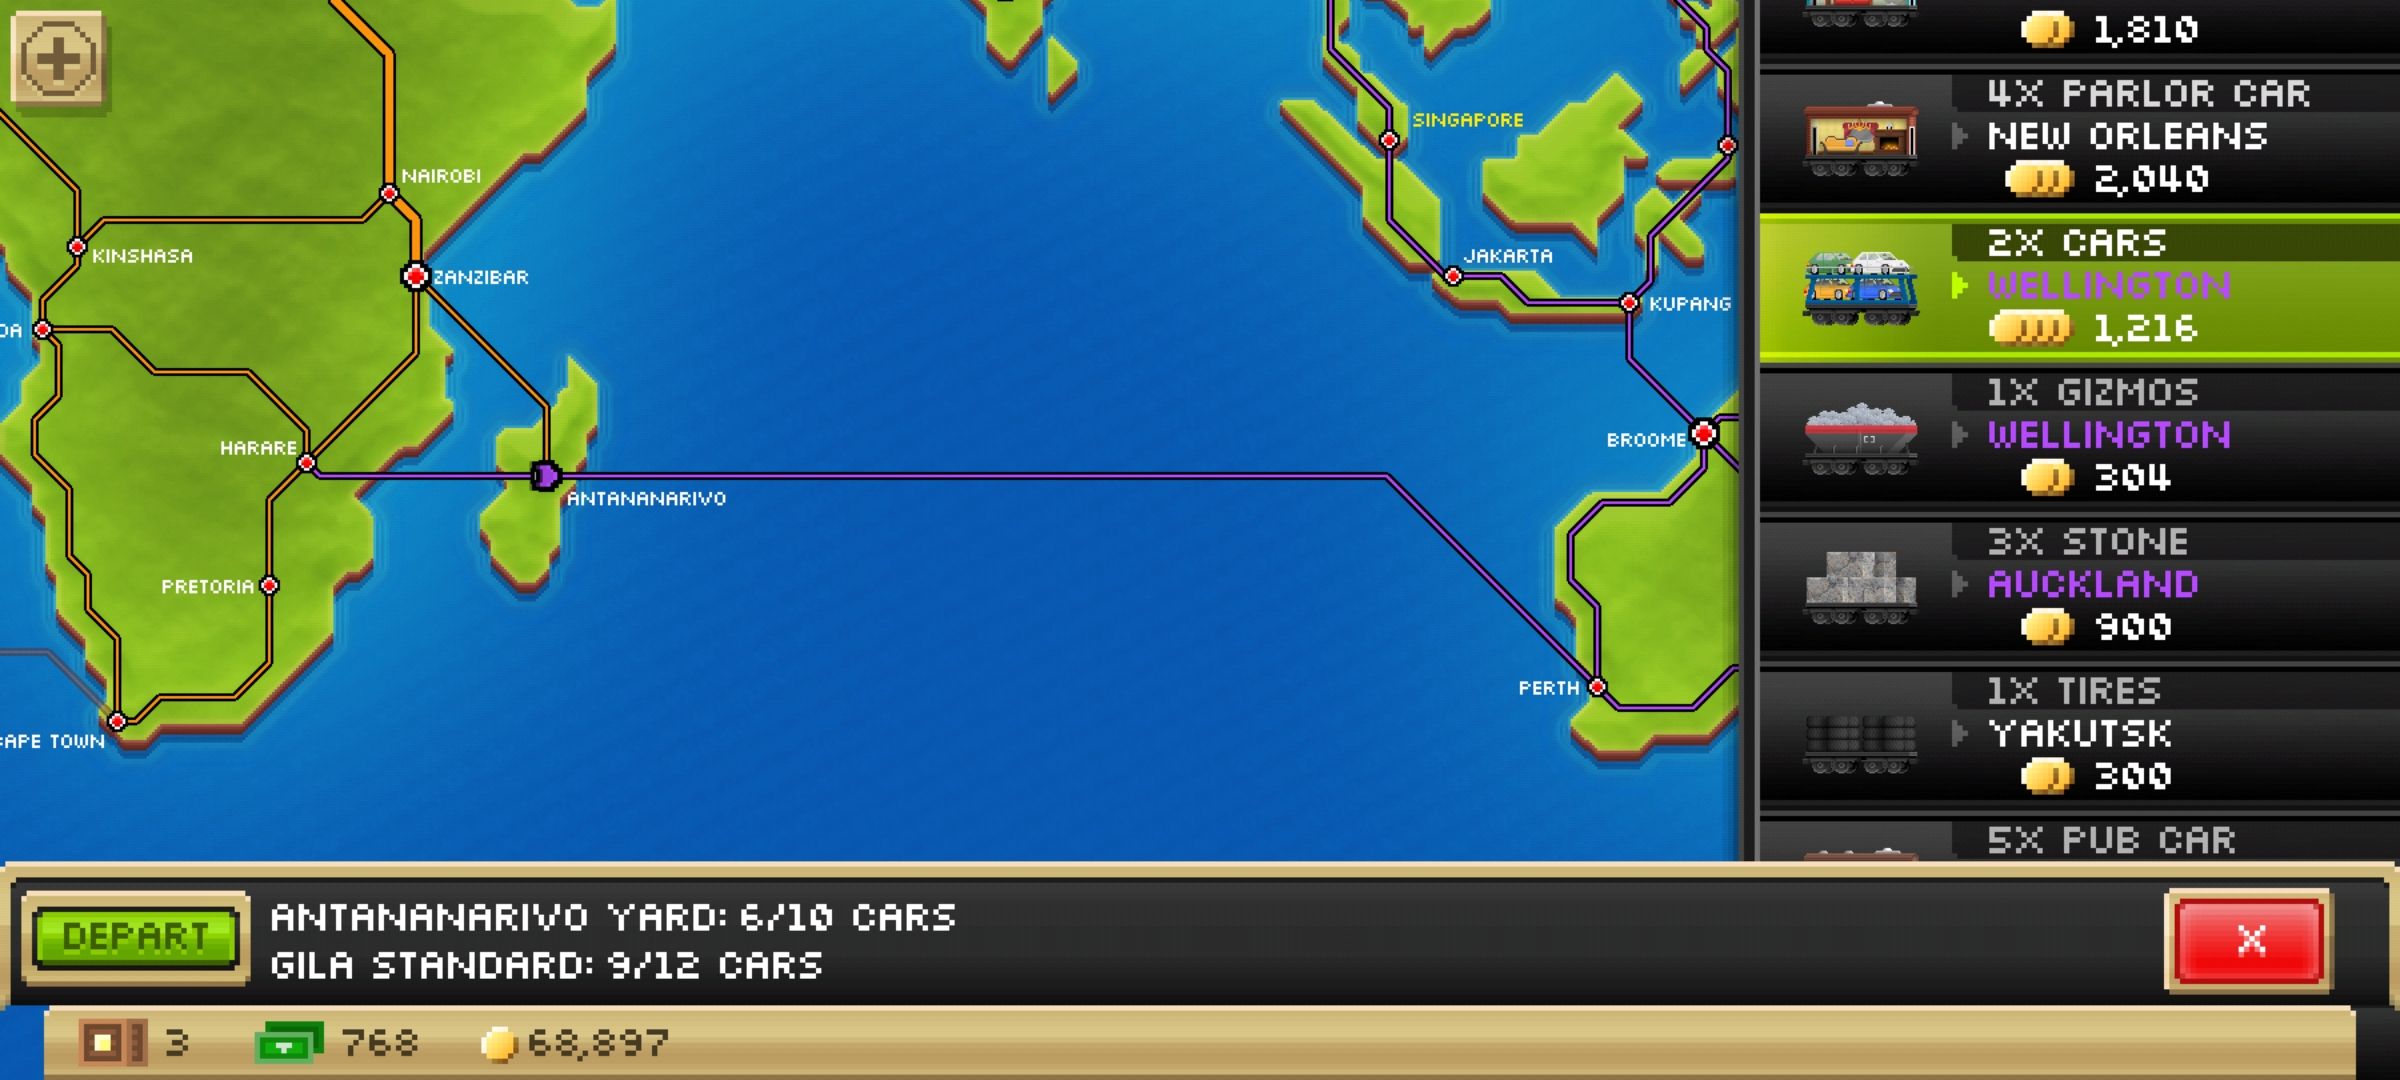 NAIROBI
KINSHASA
ZANZIBAR
DA
HARARE
ANTANANARIVO
PRETORIA
CAPE TOWN
SINGAPORE
JAKARTA
KUPANG
BROOME
PERTH
1,810
4X PARLOR CAR
NEW ORLEANS
2,040
2X CARS
WELLINGTON
1,216
1X GIZMOS
WELLINGTON
304
3X STONE
AUCKLAND
900
1X TIRES
YAKUTSK
300
5X PUB CAR
DEPART
ANTANANARIVO YARD: 6/10 CARS
GILA STANDARD: 9/12 CARS
X
3
768
68,897